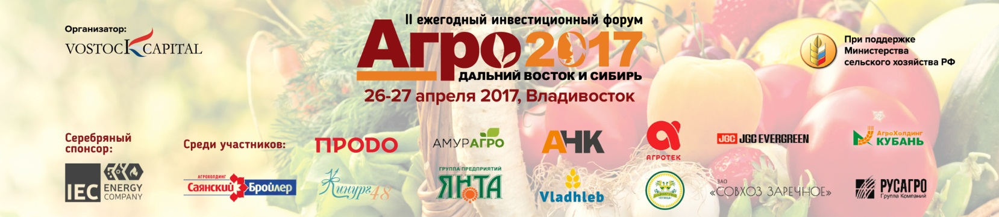 Организатор:
VOSTOCK CAPITAL
II ежегодный инвестиционный форум
Агро 2017
ДАЛЬНИЙ ВОСТОК И СИБИРЬ
26-27 апреля 2017, Владивосток
При поддержке
Министерства
сельского хозяйства РФ
Серебряный
спонсор:
IEC ENERGY
COMPANY
Среди участников:
АГРОХОЛДИНГ
Саянский Бройлер
ПРОДО
Кинург 48
АМУРАГРО
ГРУППА ПРЕДПРИЯТИЙ
ЯНТА
АНК
Vladhleb
АГРОТЕК
JGC JGC EVERGREEN
ЗАО
«СОВХОЗ ЗАРЕЧНОЕ»
АгроХолдинг
КУБАНЬ
РУСАГРО
Группа Компаний